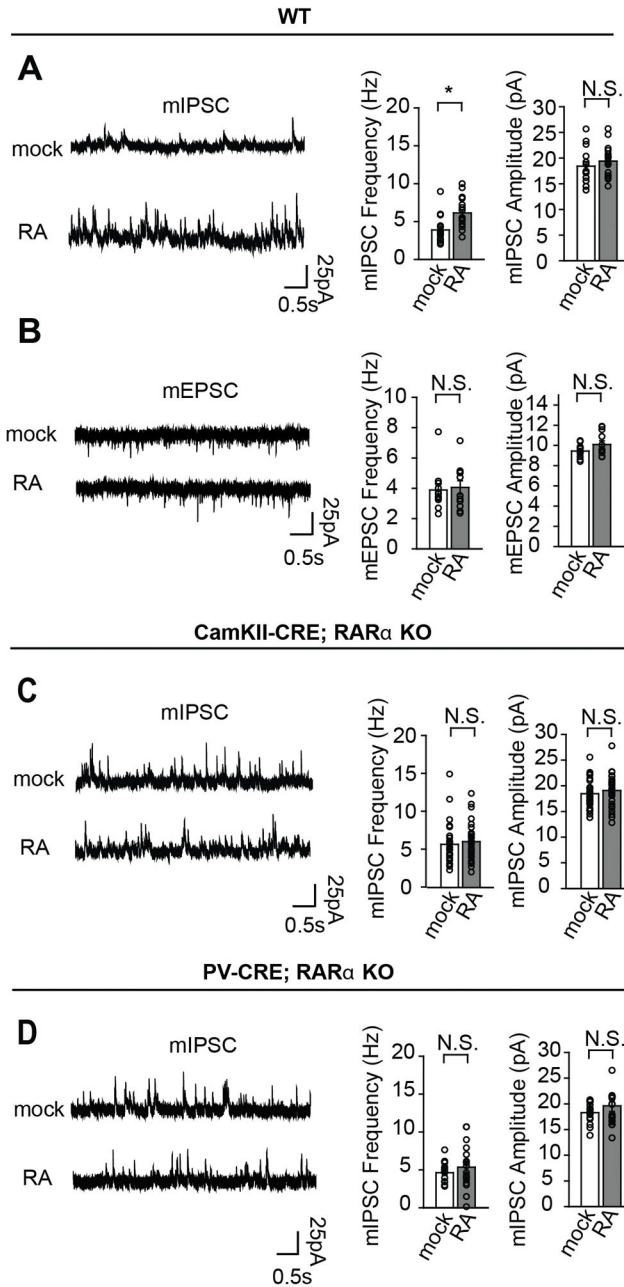 WT
A
mIPSC
mock
RA
25pA
0.5s
mIPSC Frequency (Hz)
20
15
10
5
0
*
mock
RA
mIPSC Amplitude (pA)
30
25
20
15
10
5
0
N.S.
mock
RA
B
mEPSC
mock
RA
25pA
0.5s
mEPSC Frequency (Hz)
8
6
4
2
0
N.S.
mock
RA
mEPSC Amplitude (pA)
14
12
10
8
6
4
2
0
N.S.
mock
RA
CamKII-CRE; RARα KO
C
mIPSC
mock
RA
25pA
0.5s
mIPSC Frequency (Hz)
20
15
10
5
0
N.S.
mock
RA
mIPSC Amplitude (pA)
30
25
20
15
10
5
0
N.S.
mock
RA
PV-CRE; RARα KO
D
mIPSC
mock
RA
25pA
0.5s
mIPSC Frequency (Hz)
20
15
10
5
0
N.S.
mock
RA
mIPSC Amplitude (pA)
30
25
20
15
10
5
0
N.S.
mock
RA